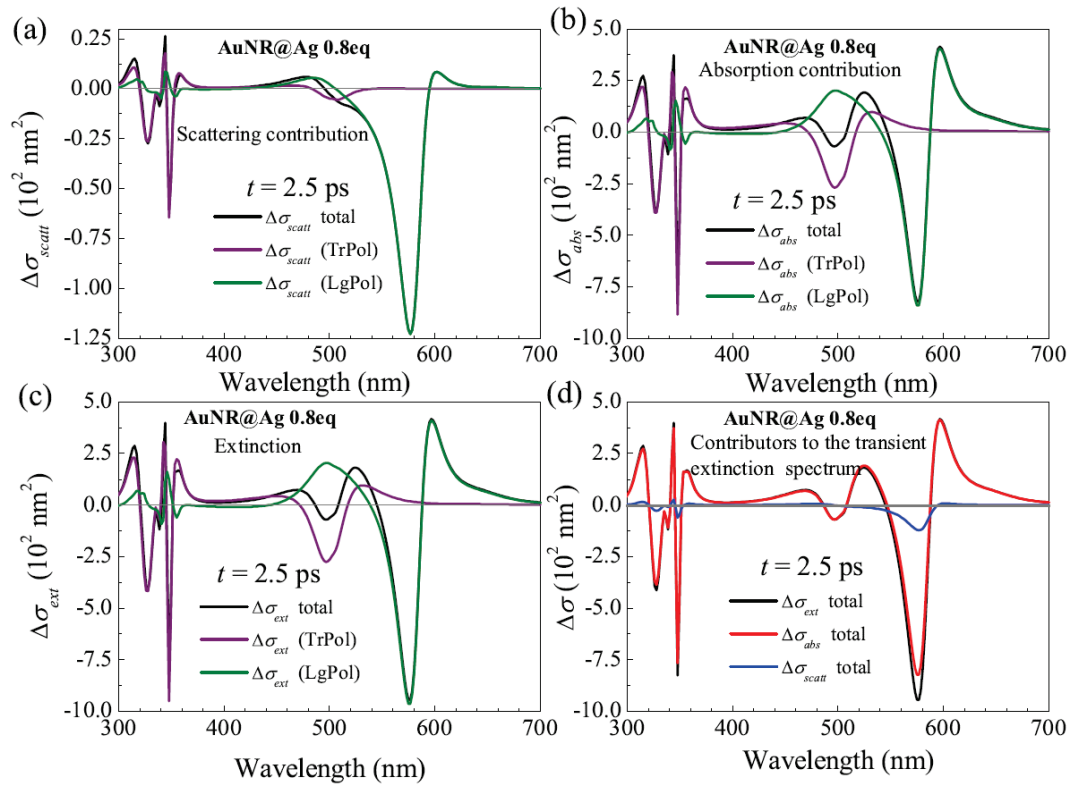 (a)
AuNR@Ag 0.8eq
Scattering contribution
t = 2.5 ps
Δσscatt total
Δσscatt (TrPol)
Δσscatt (LgPol)
Δσscatt (10² nm²)
0.25
0.00
-0.25
-0.50
-0.75
-1.00
-1.25
300 400 500 600 700
Wavelength (nm)
(b)
AuNR@Ag 0.8eq
Absorption contribution
t = 2.5 ps
Δσabs total
Δσabs (TrPol)
Δσabs (LgPol)
Δσabs (10² nm²)
5.0
2.5
0.0
-2.5
-5.0
-7.5
-10.0
300 400 500 600 700
Wavelength (nm)
(c)
AuNR@Ag 0.8eq
Extinction
t = 2.5 ps
Δσext total
Δσext (TrPol)
Δσext (LgPol)
Δσext (10² nm²)
5.0
2.5
0.0
-2.5
-5.0
-7.5
-10.0
300 400 500 600 700
Wavelength (nm)
(d)
AuNR@Ag 0.8eq
Contributors to the transient
extinction spectrum
t = 2.5 ps
Δσext total
Δσabs total
Δσscatt total
Δσ (10² nm²)
5.0
2.5
0.0
-2.5
-5.0
-7.5
-10.0
300 400 500 600 700
Wavelength (nm)